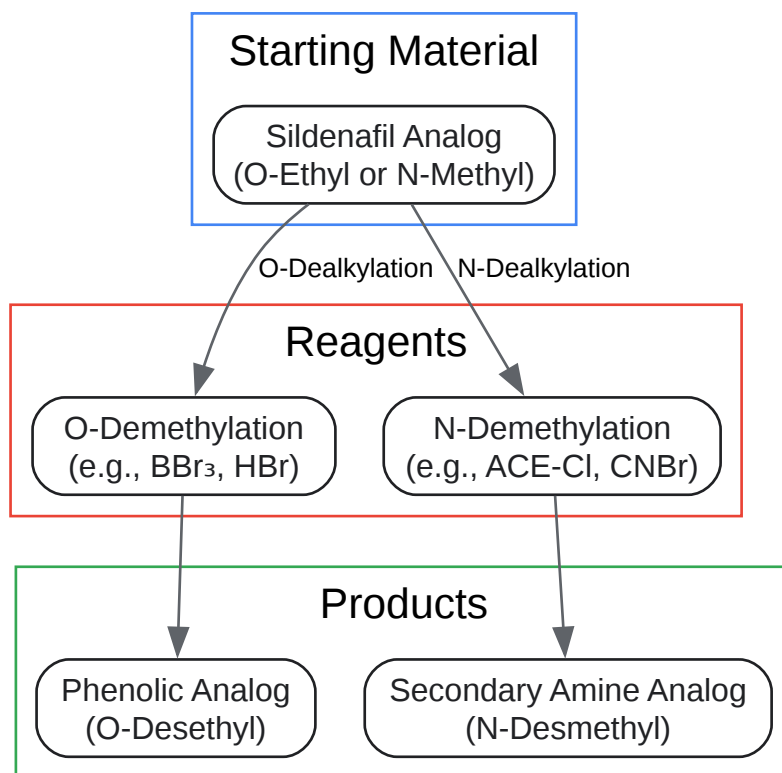 Starting Material
Sildenafil Analog
(O-Ethyl or N-Methyl)
O-Dealkylation
N-Dealkylation
Reagents
O-Demethylation
(e.g., BBr₃, HBr)
N-Demethylation
(e.g., ACE-Cl, CNBr)
Products
Phenolic Analog
(O-Desethyl)
Secondary Amine Analog
(N-Desmethyl)